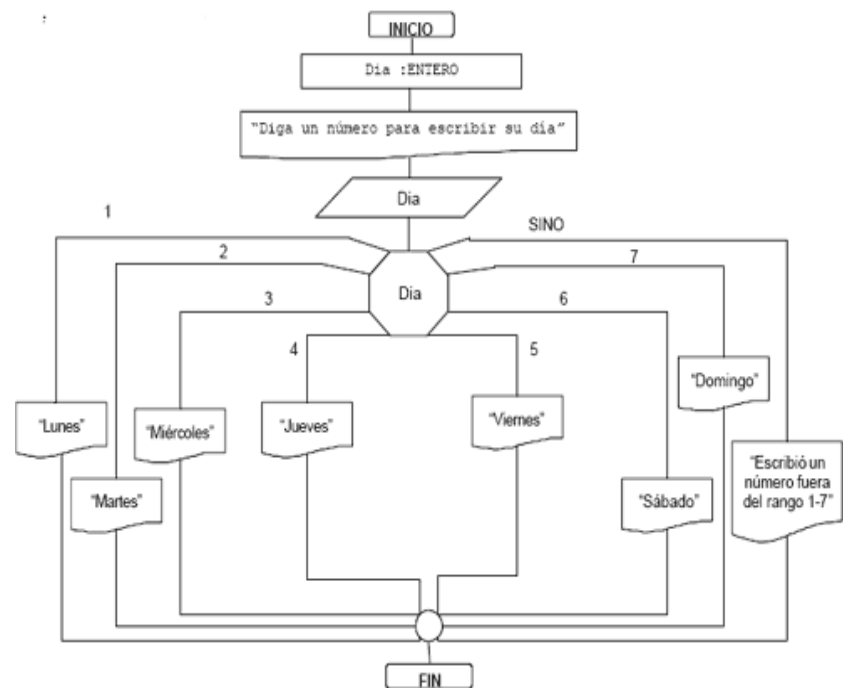 INICIO
Dia :ENTERO
“Diga un número para escribir su día”
Dia
1
SINO
2
7
Dia
3
6
4
5
“Domingo”
“Lunes”
“Miércoles”
“Jueves”
“Viernes”
“Escribió un
número fuera
del rango 1-7”
“Martes”
“Sábado”
FIN